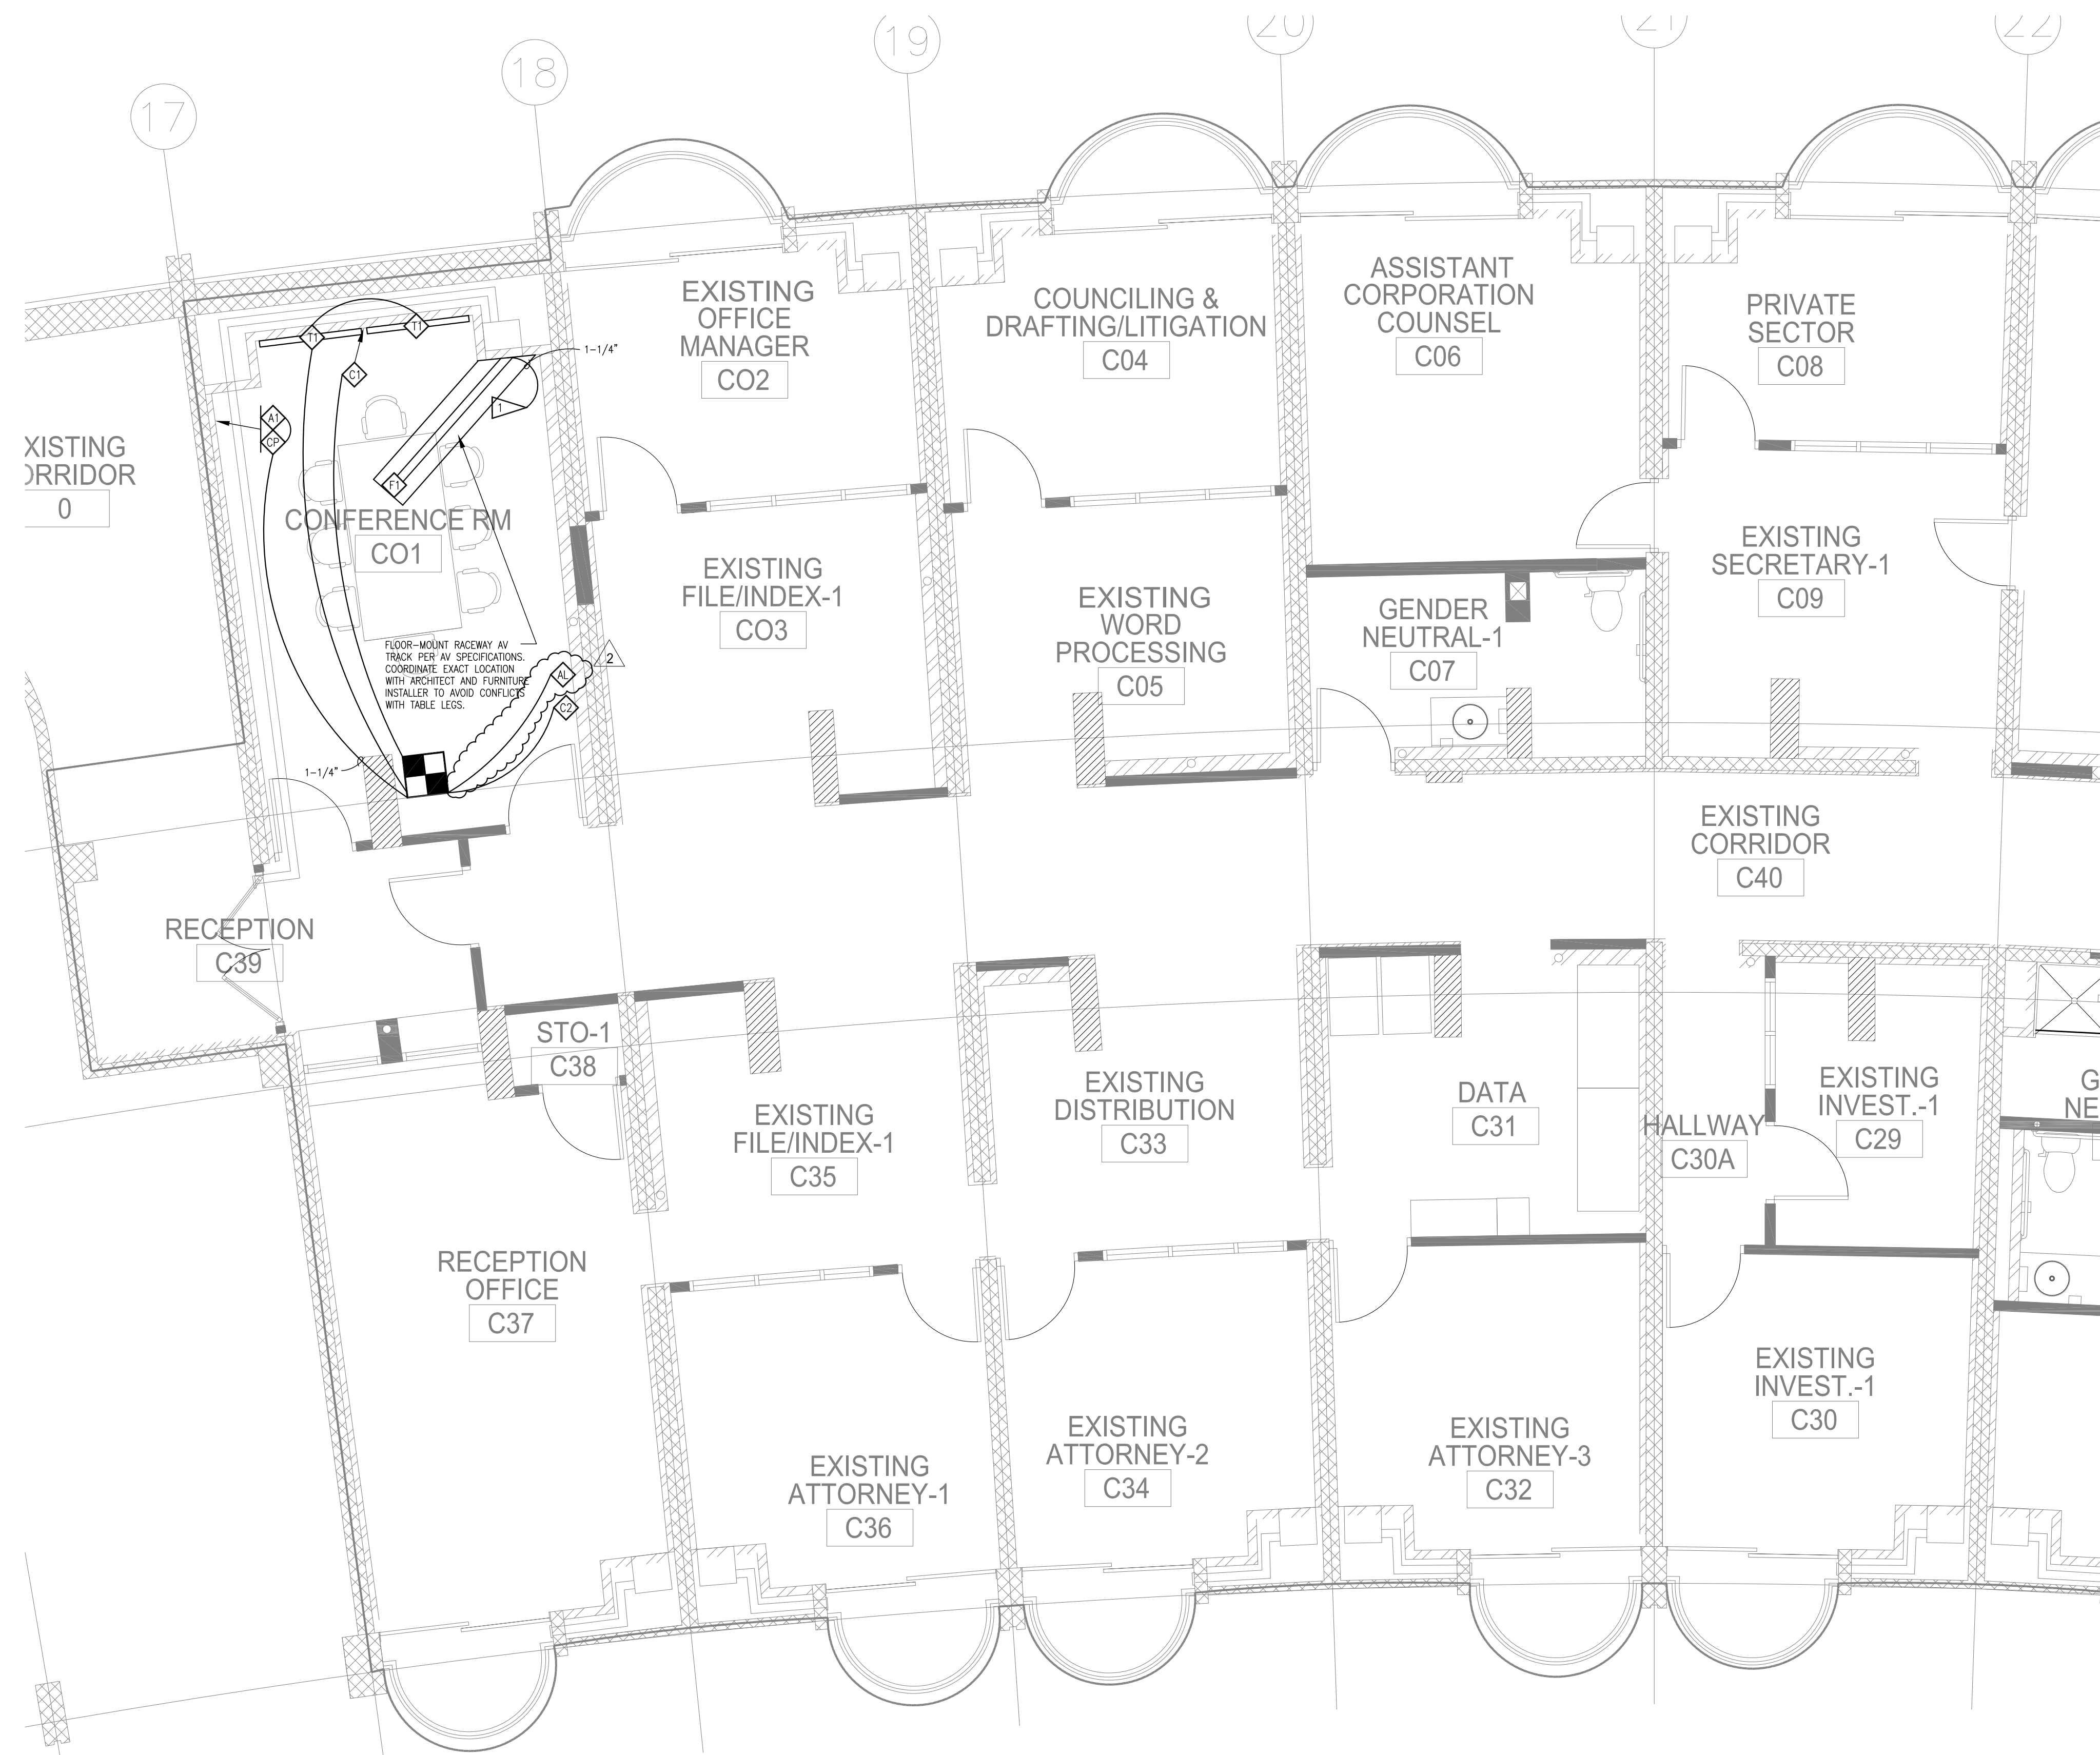 17
18
19
20
21
22
EXISTING
OFFICE
MANAGER
CO2
COUNCILING &
DRAFTING/LITIGATION
C04
ASSISTANT
CORPORATION
COUNSEL
C06
PRIVATE
SECTOR
C08
T1
T1
C1
1-1/4"
1
A1
CP
F1
XISTING
ORRIDOR
0
CONFERENCE RM
CO1
EXISTING
FILE/INDEX-1
CO3
EXISTING
WORD
PROCESSING
C05
GENDER
NEUTRAL-1
C07
EXISTING
SECRETARY-1
C09
FLOOR-MOUNT RACEWAY AV
TRACK PER AV SPECIFICATIONS.
COORDINATE EXACT LOCATION
WITH ARCHITECT AND FURNITURE
INSTALLER TO AVOID CONFLICTS
WITH TABLE LEGS.
2
AL
C2
1-1/4"
EXISTING
CORRIDOR
C40
RECEPTION
C39
STO-1
C38
EXISTING
FILE/INDEX-1
C35
EXISTING
DISTRIBUTION
C33
DATA
C31
HALLWAY
C30A
EXISTING
INVEST.-1
C29
G
NE
RECEPTION
OFFICE
C37
EXISTING
ATTORNEY-1
C36
EXISTING
ATTORNEY-2
C34
EXISTING
ATTORNEY-3
C32
EXISTING
INVEST.-1
C30